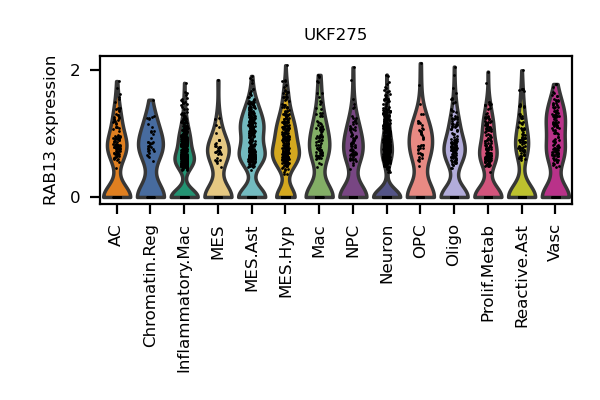 UKF275
RAB13 expression
2
0
AC
Chromatin.Reg
Inflammatory.Mac
MES
MES.Ast
MES.Hyp
Mac
NPC
Neuron
OPC
Oligo
Prolif.Metab
Reactive.Ast
Vasc